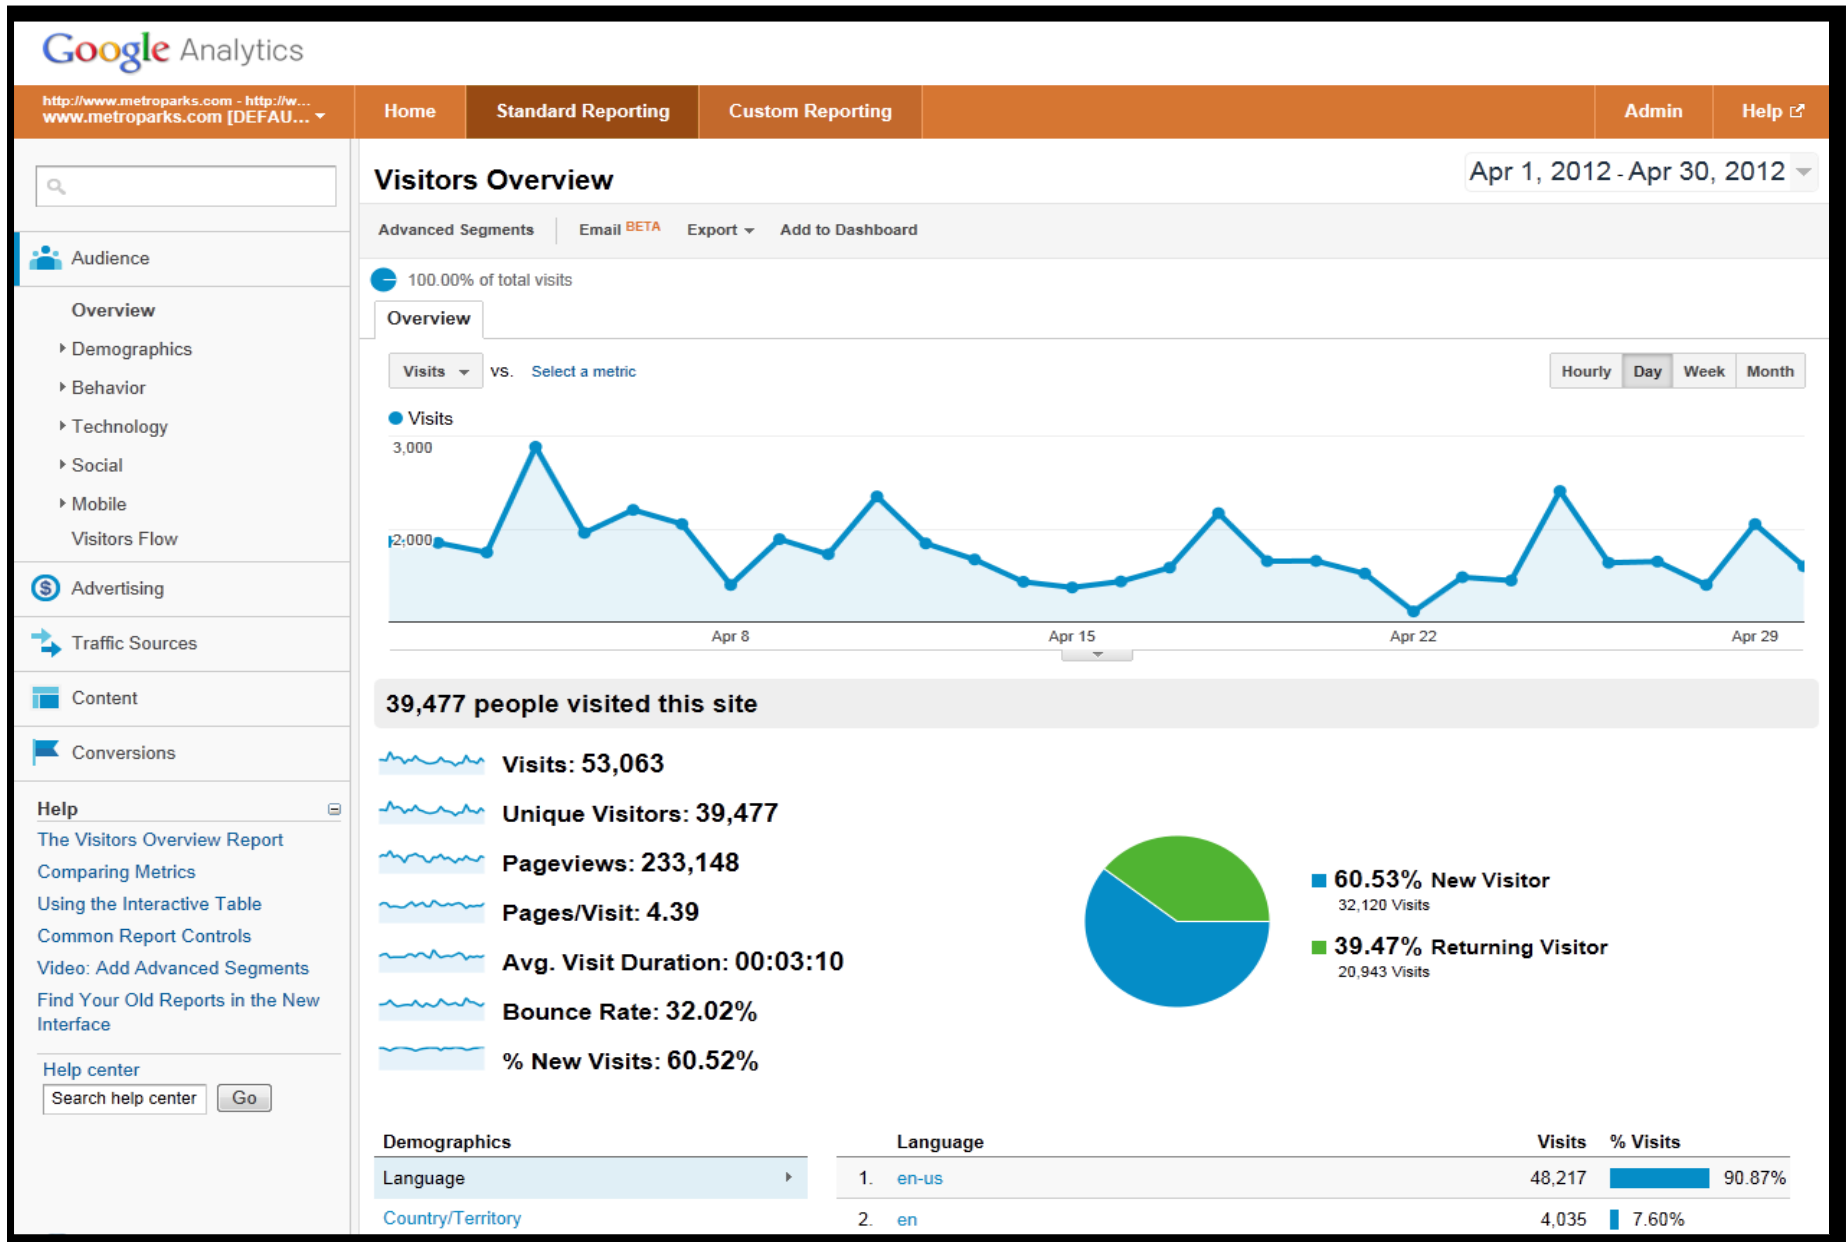 Google Analytics
http://www.metroparks.com - http://w...
www.metroparks.com [DEFAU...
Home
Standard Reporting
Custom Reporting
Admin
Help
Visitors Overview
Apr 1, 2012 - Apr 30, 2012
Advanced Segments
Email BETA
Export
Add to Dashboard
100.00% of total visits
Overview
Visits
VS.
Select a metric
Hourly
Day
Week
Month
Visits
3,000
2,000
Apr 8
Apr 15
Apr 22
Apr 29
Audience
Overview
Demographics
Behavior
Technology
Social
Mobile
Visitors Flow
Advertising
Traffic Sources
Content
Conversions
Help
The Visitors Overview Report
Comparing Metrics
Using the Interactive Table
Common Report Controls
Video: Add Advanced Segments
Find Your Old Reports in the New
Interface
Help center
Search help center
Go
39,477 people visited this site
Visits: 53,063
Unique Visitors: 39,477
Pageviews: 233,148
Pages/Visit: 4.39
Avg. Visit Duration: 00:03:10
Bounce Rate: 32.02%
% New Visits: 60.52%
60.53% New Visitor
32,120 Visits
39.47% Returning Visitor
20,943 Visits
Demographics
Language
Country/Territory
Language Visits % Visits
1. en-us 48,217 90.87%
2. en 4,035 7.60%